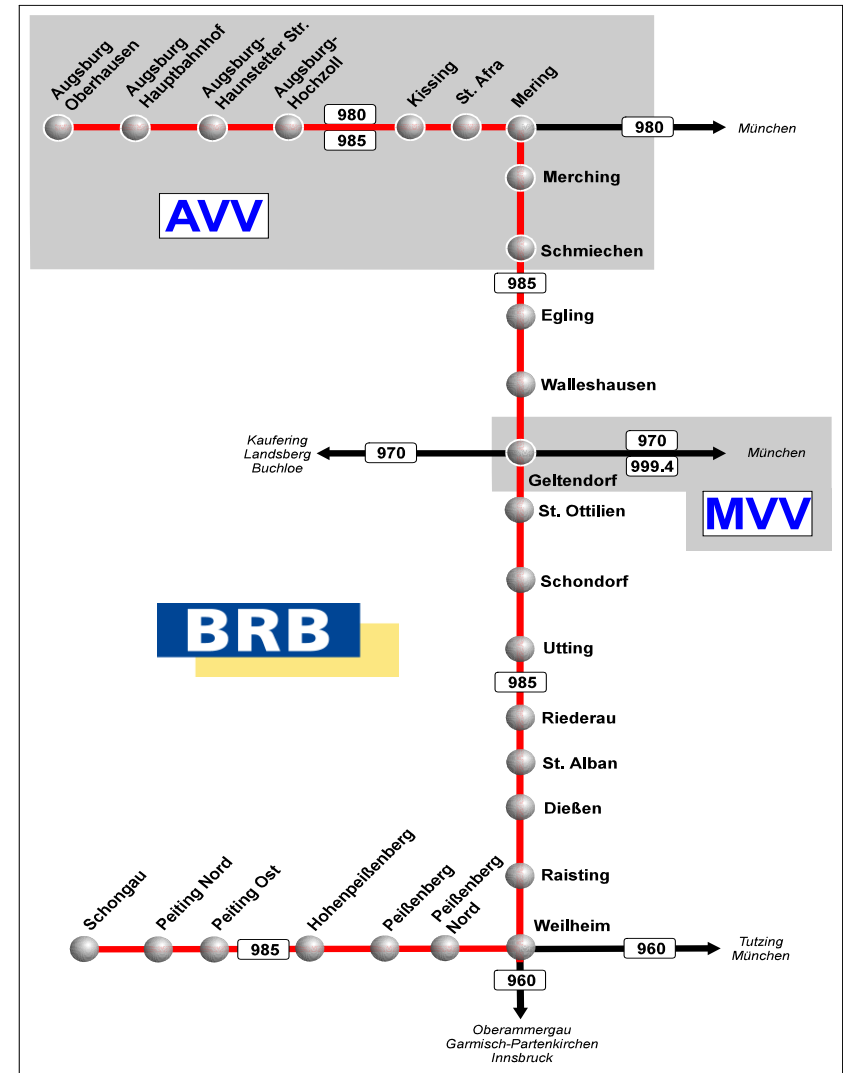 Augsburg
Oberhausen
Augsburg
Hauptbahnhof
Augsburg-
Haunstetter Str.
Augsburg-
Hochzoll
Kissing
St. Afra
Mering
980
985
980
München
Merching
AVV
Schmiechen
985
Egling
Walleshausen
Kaufering
Landsberg
Buchloe
970
970
999.4
München
Geltendorf
MVV
St. Ottilien
Schondorf
BRB
Utting
985
Riederau
St. Alban
Dießen
Raisting
Schongau
Peiting Nord
Peiting Ost
985
Hohenpeißenberg
Peißenberg
Peißenberg
Nord
Weilheim
960
Tutzing
München
960
Oberammergau
Garmisch-Partenkirchen
Innsbruck